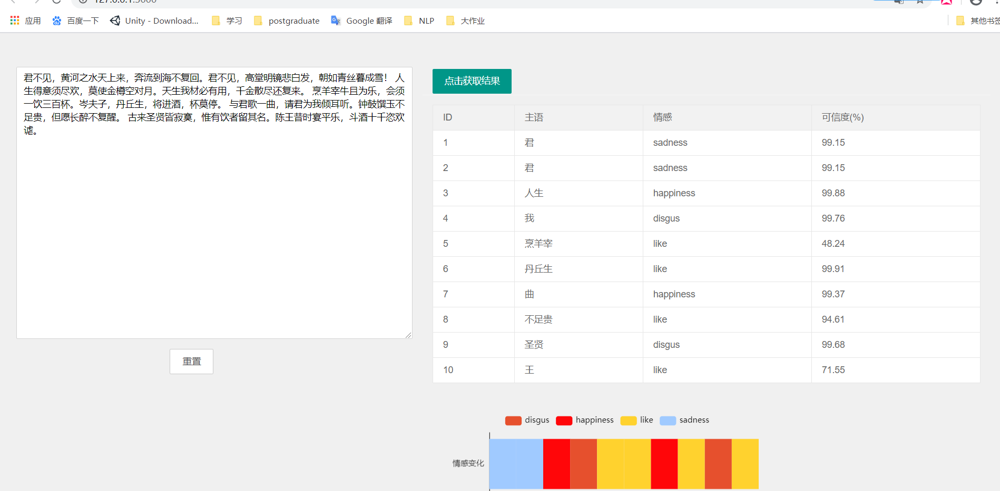 应用 百度一下 Unity - Download... 学习 postgraduate Google 翻译 NLP 大作业 其他书签
君不见，黄河之水天上来，奔流到海不复回。君不见，高堂明镜悲白发，朝如青丝暮成雪！ 人
生得意须尽欢，莫使金樽空对月。天生我材必有用，千金散尽还复来。 烹羊宰牛且为乐，会须
一饮三百杯。岑夫子，丹丘生，将进酒，杯莫停。 与君歌一曲，请君为我倾耳听。钟鼓馔玉不
足贵，但愿长醉不复醒。 古来圣贤皆寂寞，惟有饮者留其名。陈王昔时宴平乐，斗酒十千恣欢
谑。
重置
点击获取结果
ID 主语 情感 可信度(%)
1 君 sadness 99.15
2 君 sadness 99.15
3 人生 happiness 99.88
4 我 disgus 99.76
5 烹羊宰 like 48.24
6 丹丘生 like 99.91
7 曲 happiness 99.37
8 不足贵 like 94.61
9 圣贤 disgus 99.68
10 王 like 71.55
disgus happiness like sadness
情感变化